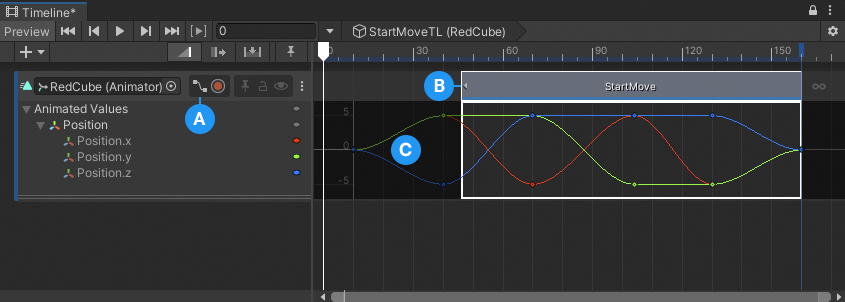 Timeline*
Preview 0 StartMoveTL (RedCube)
30 60 90 120 150
RedCube (Animator)
B StartMove
A
Animated Values
Position
Position.x
Position.y
Position.z
5
0
-5
C